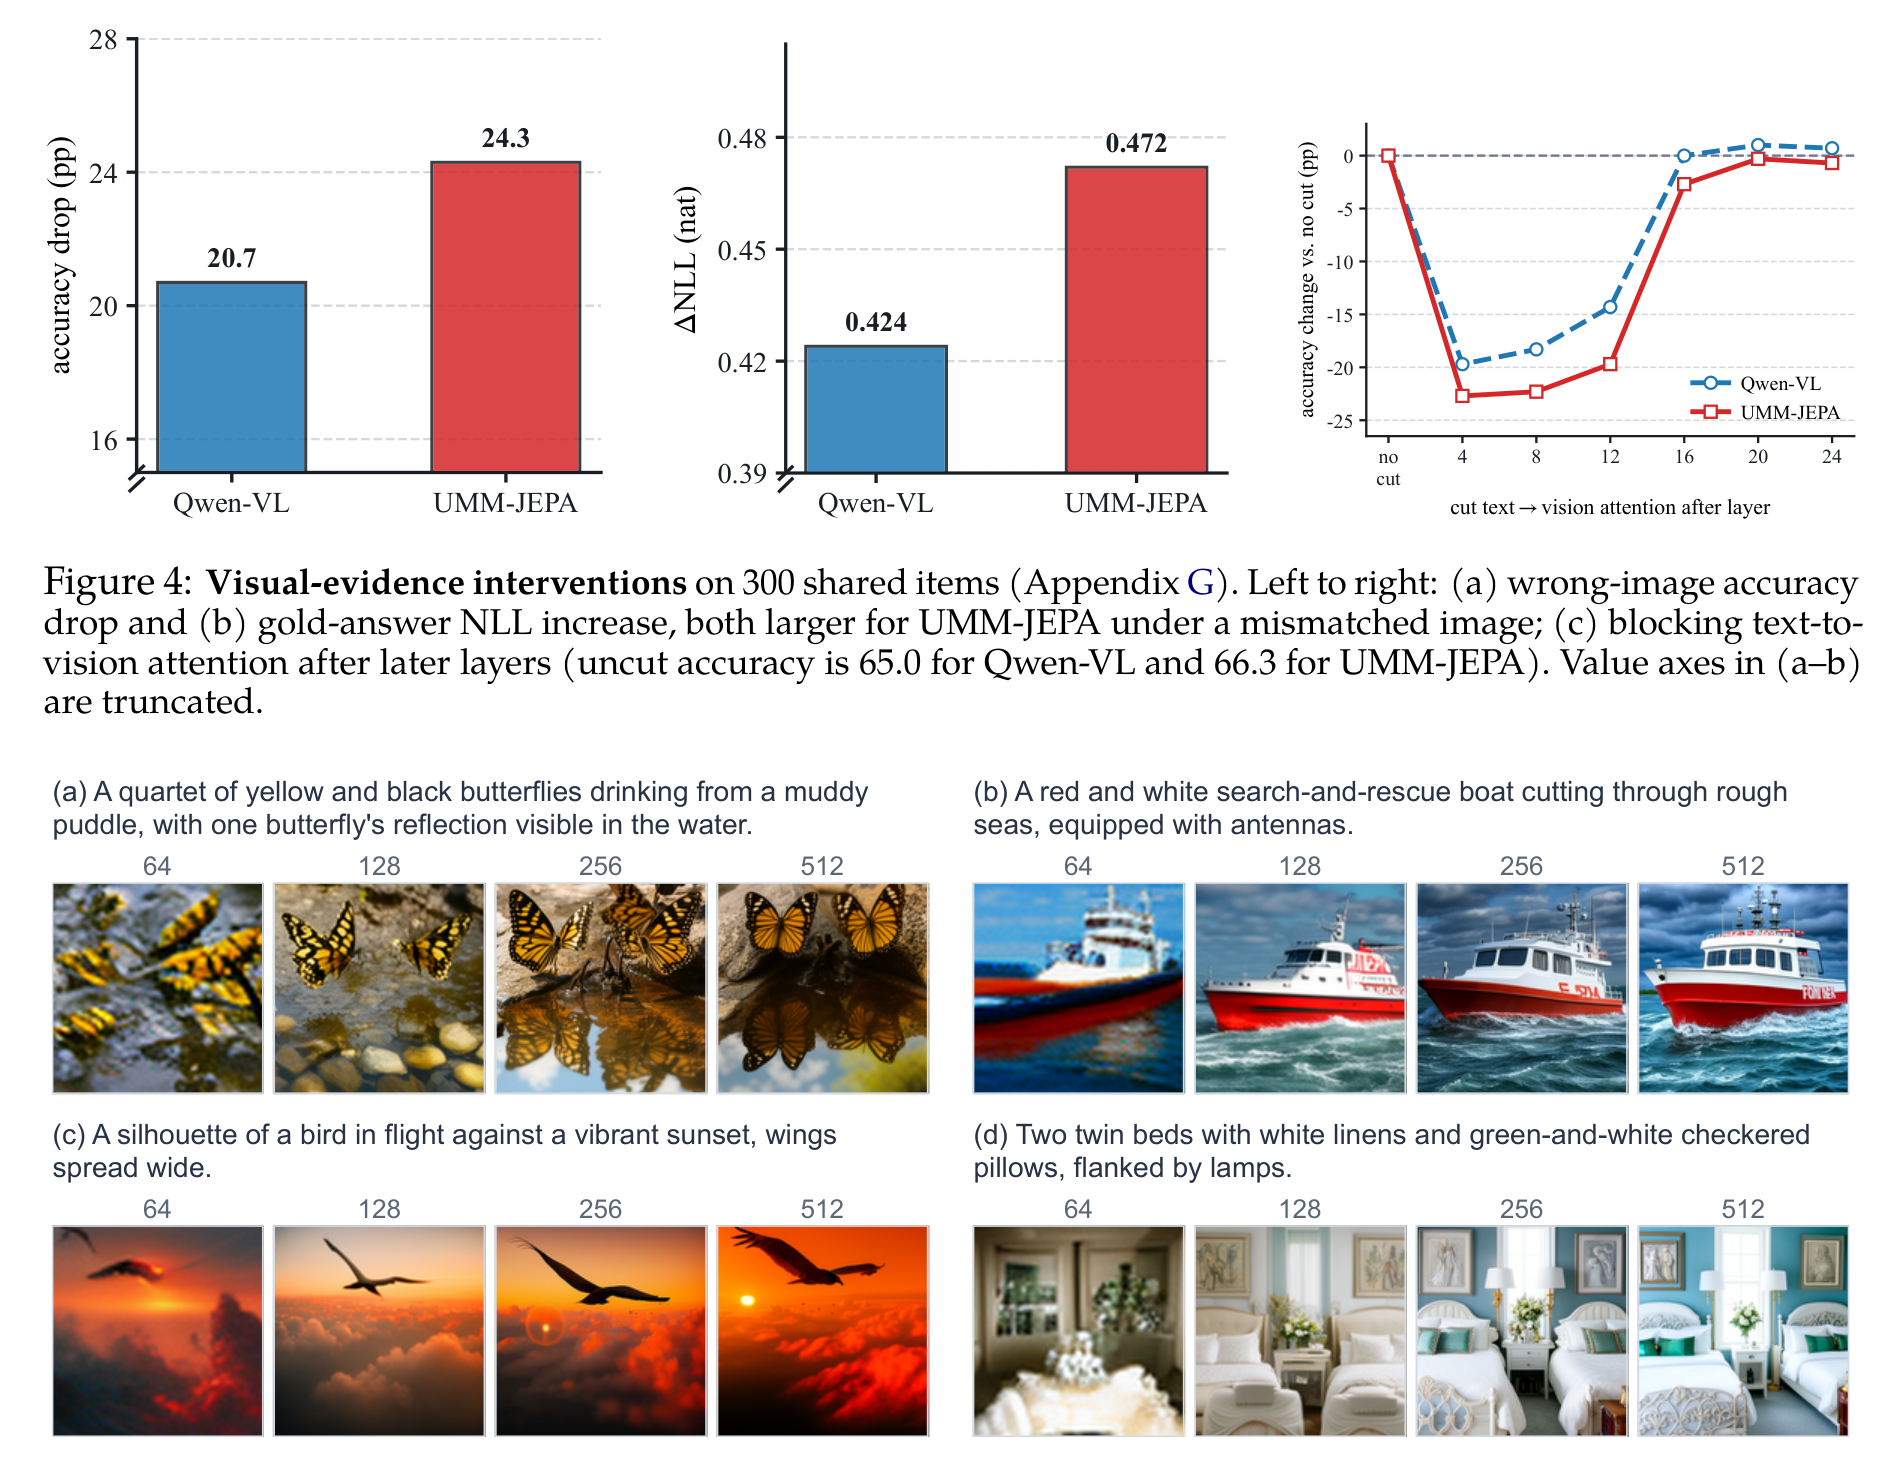 28
24
20
16
accuracy drop (pp)
20.7
24.3
Qwen-VL
UMM-JEPA
0.48
0.45
0.42
0.39
ΔNLL (nat)
0.424
0.472
Qwen-VL
UMM-JEPA
0
-5
-10
-15
-20
-25
accuracy change vs. no cut (pp)
Qwen-VL
UMM-JEPA
no cut
4
8
12
16
20
24
cut text → vision attention after layer
Figure 4: Visual-evidence interventions on 300 shared items (Appendix G). Left to right: (a) wrong-image accuracy
drop and (b) gold-answer NLL increase, both larger for UMM-JEPA under a mismatched image; (c) blocking text-to-
vision attention after later layers (uncut accuracy is 65.0 for Qwen-VL and 66.3 for UMM-JEPA). Value axes in (a–b)
are truncated.
(a) A quartet of yellow and black butterflies drinking from a muddy
puddle, with one butterfly's reflection visible in the water.
64 128 256 512
(b) A red and white search-and-rescue boat cutting through rough
seas, equipped with antennas.
64 128 256 512
(c) A silhouette of a bird in flight against a vibrant sunset, wings
spread wide.
64 128 256 512
(d) Two twin beds with white linens and green-and-white checkered
pillows, flanked by lamps.
64 128 256 512